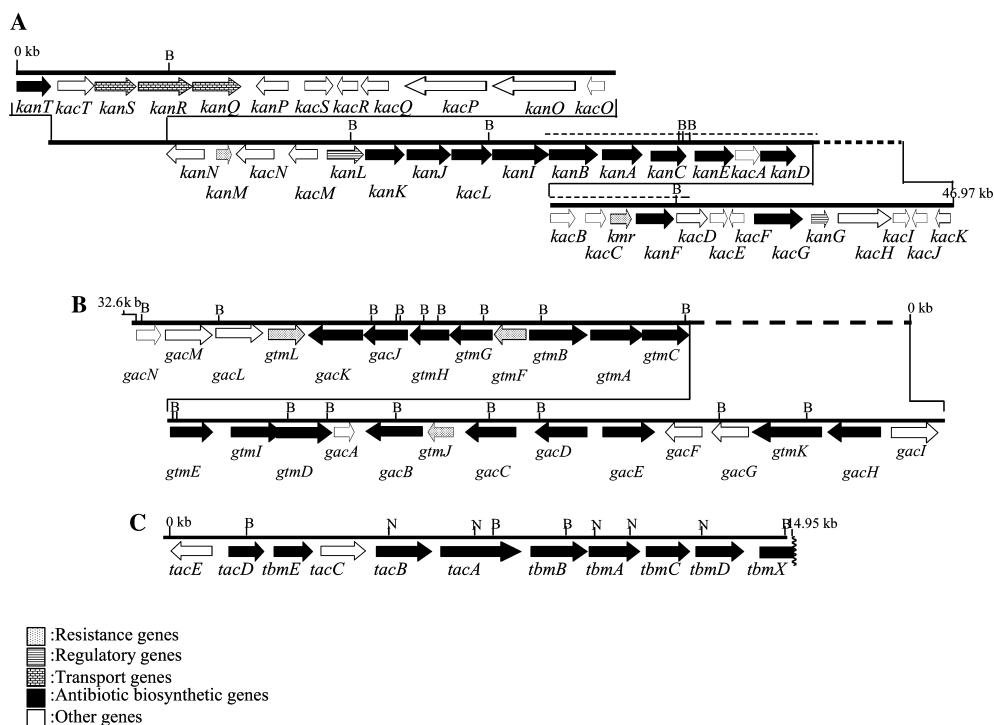 A
0 kb
B
kanT kacT kanS kanR kanQ kanP kacS kacR kacQ kacP kanO kacO
B B B B
kanN kacN kanL kanJ kanI kanB kanA kanC kanE kacA kanD
kanM kacM kanK kacL
B 46.97 kb
kacB kmr kacD kacF kanG kacI kacK
kacC kanF kacE kacG kacH kacJ
B
32.6k b 0 kb
B B B B B B B B B
gacM gtmL gacJ gtmG gtmB gtmC
gacN gacL gacK gtmH gtmF gtmA
B B B B B B B B
gtmI gacA gtmJ gacD gacF gtmK gacI
gtmE gtmD gacB gacC gacE gacG gacH
C
0 kb B N N B B N N N B 14.95 kb
tacE tacD tbmE tacC tacB tacA tbmB tbmA tbmC tbmD tbmX
:Resistance genes
:Regulatory genes
:Transport genes
:Antibiotic biosynthetic genes
:Other genes